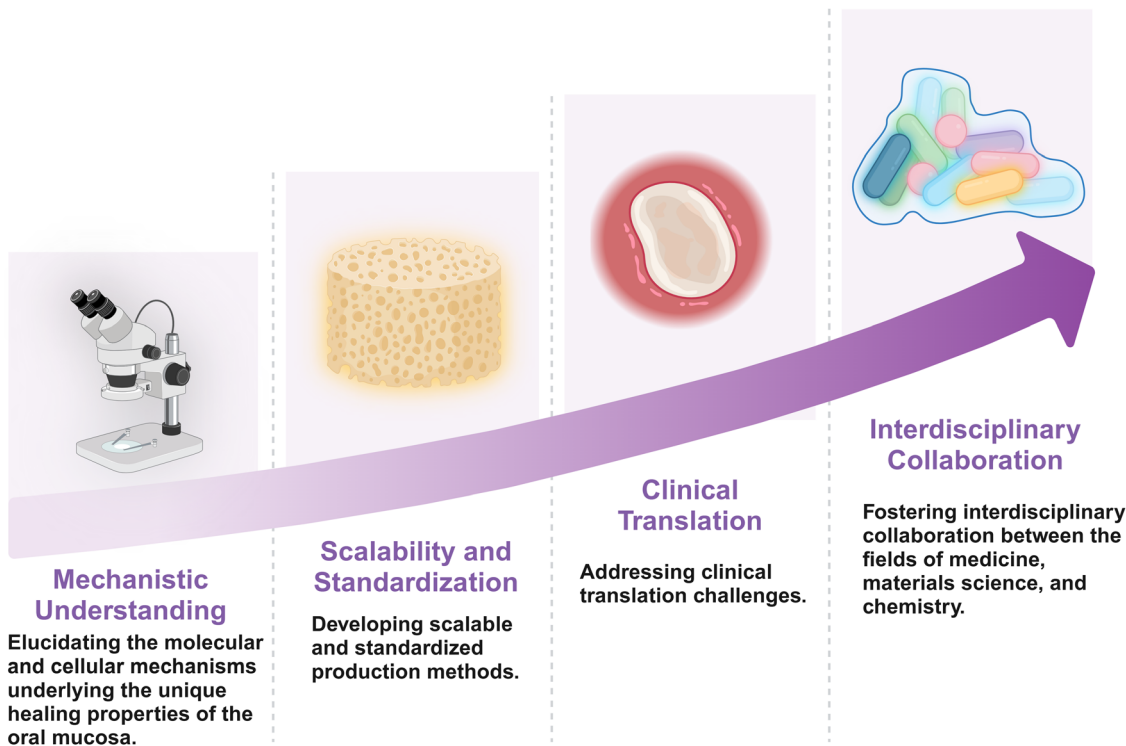 Mechanistic
Understanding
Elucidating the molecular
and cellular mechanisms
underlying the unique
healing properties of the
oral mucosa.
Scalability and
Standardization
Developing scalable
and standardized
production methods.
Clinical
Translation
Addressing clinical
translation challenges.
Interdisciplinary
Collaboration
Fostering interdisciplinary
collaboration between the
fields of medicine,
materials science, and
chemistry.